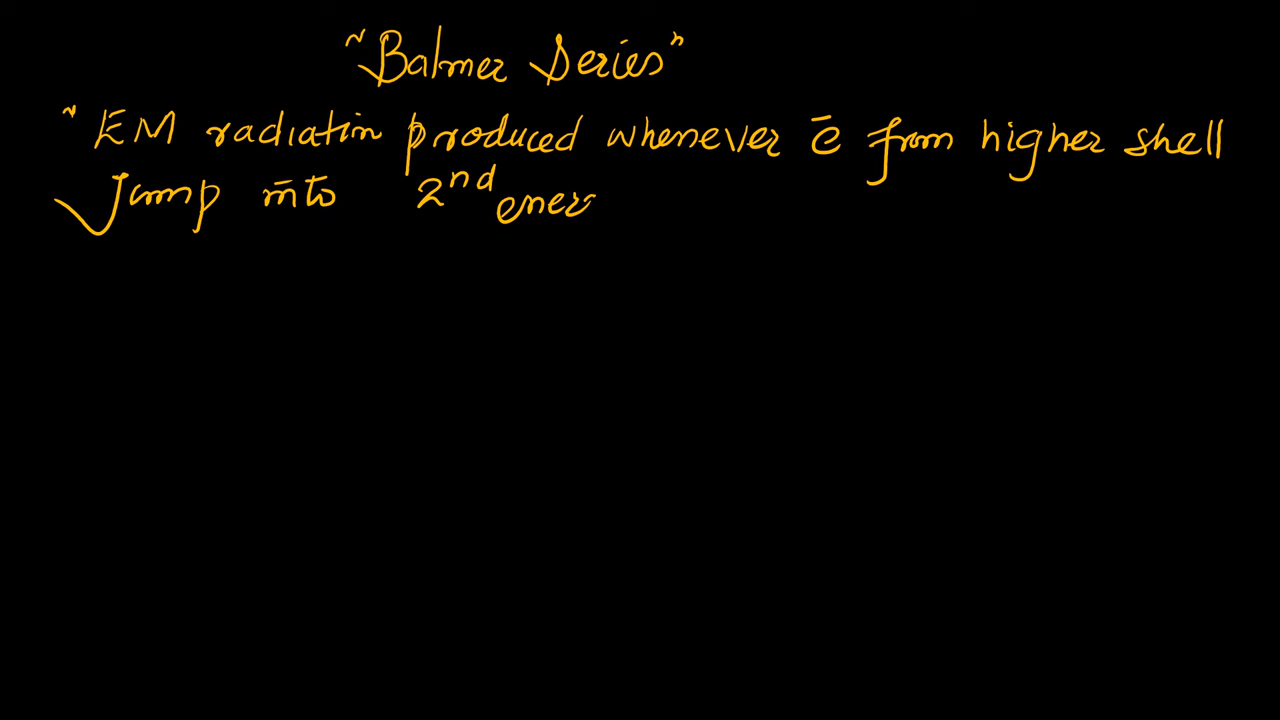 "Balmer Series"
" EM radiatin produced whenever ē from higher shell
Jump into 2nd ener